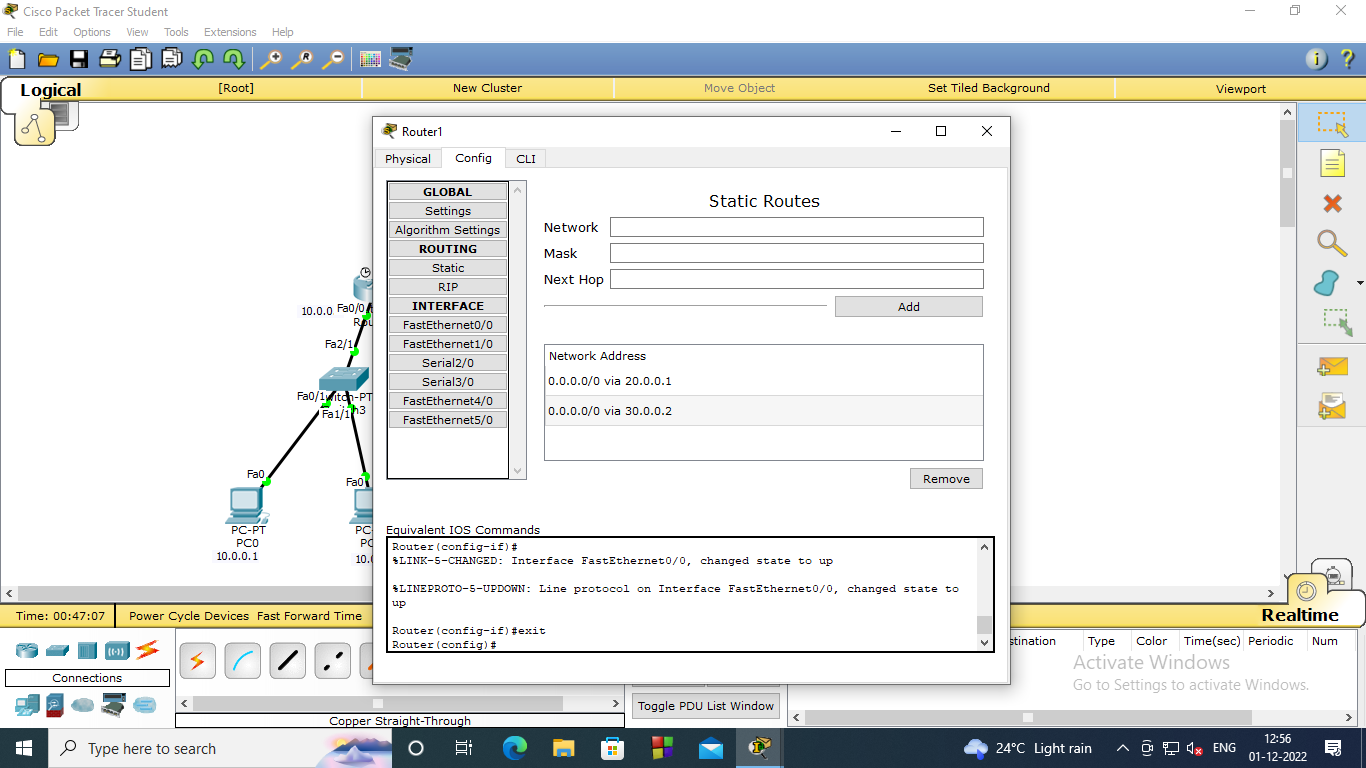 Cisco Packet Tracer Student
File Edit Options View Tools Extensions Help
Logical [Root] New Cluster Move Object Set Tiled Background Viewport
Router1
Physical Config CLI
GLOBAL
Settings
Algorithm Settings
ROUTING
Static
RIP
INTERFACE
FastEthernet0/0
FastEthernet1/0
Serial2/0
Serial3/0
FastEthernet4/0
FastEthernet5/0
Static Routes
Network
Mask
Next Hop
Add
Network Address
0.0.0.0/0 via 20.0.0.1
0.0.0.0/0 via 30.0.0.2
Remove
Equivalent IOS Commands
Router(config-if)#
%LINK-5-CHANGED: Interface FastEthernet0/0, changed state to up
%LINEPROTO-5-UPDOWN: Line protocol on Interface FastEthernet0/0, changed state to
up
Router(config-if)#exit
Router(config)#
10.0.0 Fa0/0
Rou
Fa2/1
Fa0/1 witch-PT
Fa1/1 h3
Fa0 Fa0
PC-PT PC-
PC0 PC
10.0.0.1 10.0
Time: 00:47:07 Power Cycle Devices Fast Forward Time Realtime
Connections
Copper Straight-Through
Toggle PDU List Window
stination Type Color Time(sec) Periodic Num
Activate Windows
Go to Settings to activate Windows.
Type here to search
24°C Light rain ENG 12:56
01-12-2022